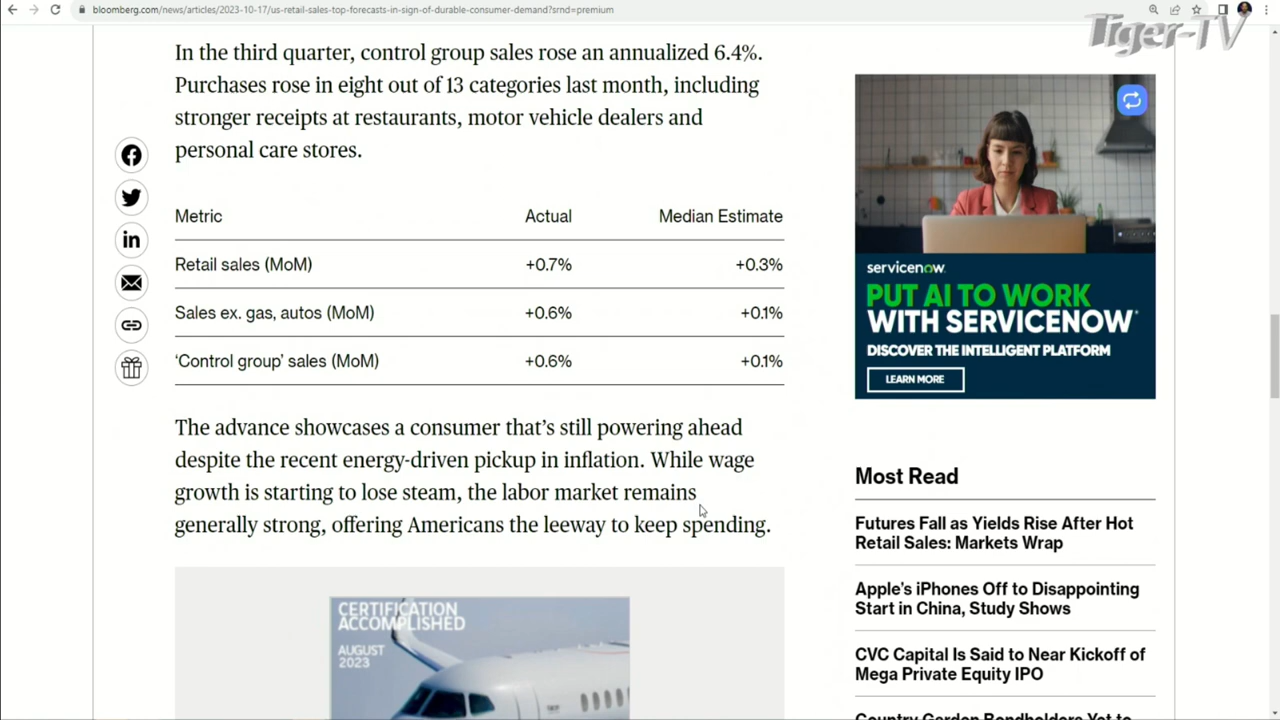 bloomberg.com/news/articles/2023-10-17/us-retail-sales-top-forecasts-in-sign-of-durable-consumer-demand?srnd=premium
Tiger-TV
In the third quarter, control group sales rose an annualized 6.4%.
Purchases rose in eight out of 13 categories last month, including
stronger receipts at restaurants, motor vehicle dealers and
personal care stores.
Metric Actual Median Estimate
Retail sales (MoM) +0.7% +0.3%
Sales ex. gas, autos (MoM) +0.6% +0.1%
‘Control group’ sales (MoM) +0.6% +0.1%
The advance showcases a consumer that’s still powering ahead
despite the recent energy-driven pickup in inflation. While wage
growth is starting to lose steam, the labor market remains
generally strong, offering Americans the leeway to keep spending.
CERTIFICATION
ACCOMPLISHED
AUGUST
2023
servicenow.
PUT AI TO WORK
WITH SERVICENOW®
DISCOVER THE INTELLIGENT PLATFORM
LEARN MORE
Most Read
Futures Fall as Yields Rise After Hot
Retail Sales: Markets Wrap
Apple’s iPhones Off to Disappointing
Start in China, Study Shows
CVC Capital Is Said to Near Kickoff of
Mega Private Equity IPO
Country Garden Bondholders Yet to